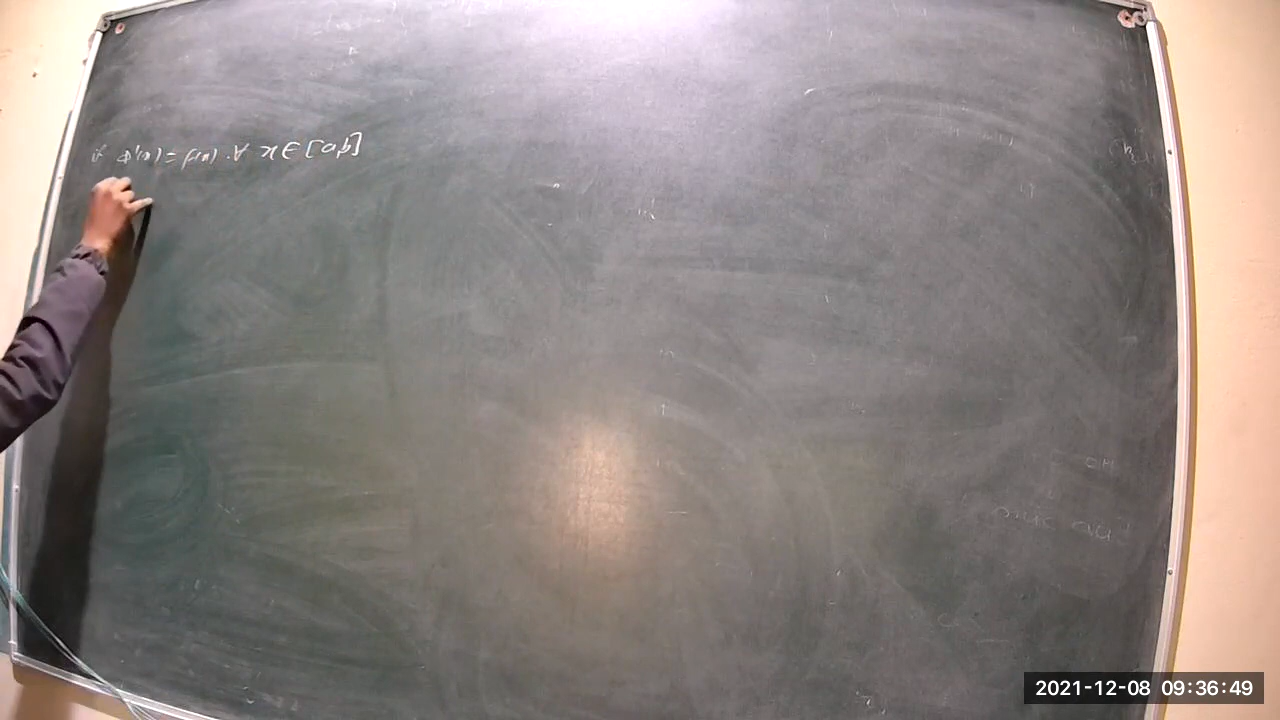 if φ'(x) = f(x) ∀ x ∈ [a,b]
2021-12-08 09:36:49